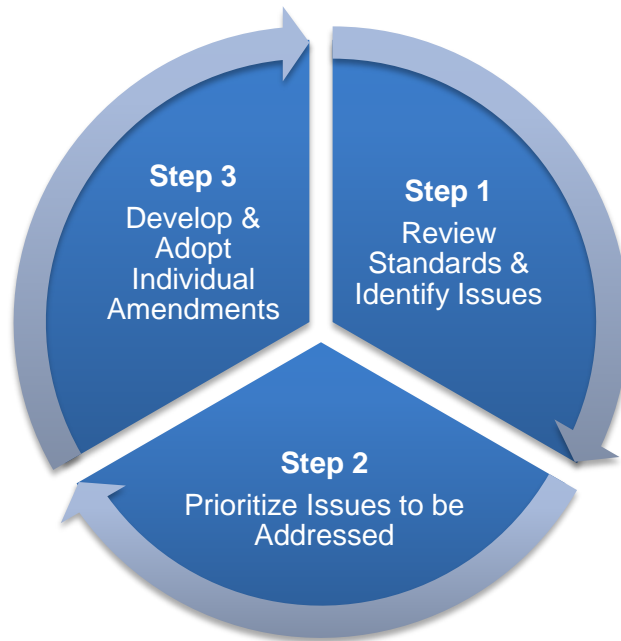 Step 1
Review
Standards &
Identify Issues
Step 2
Prioritize Issues to be
Addressed
Step 3
Develop &
Adopt
Individual
Amendments